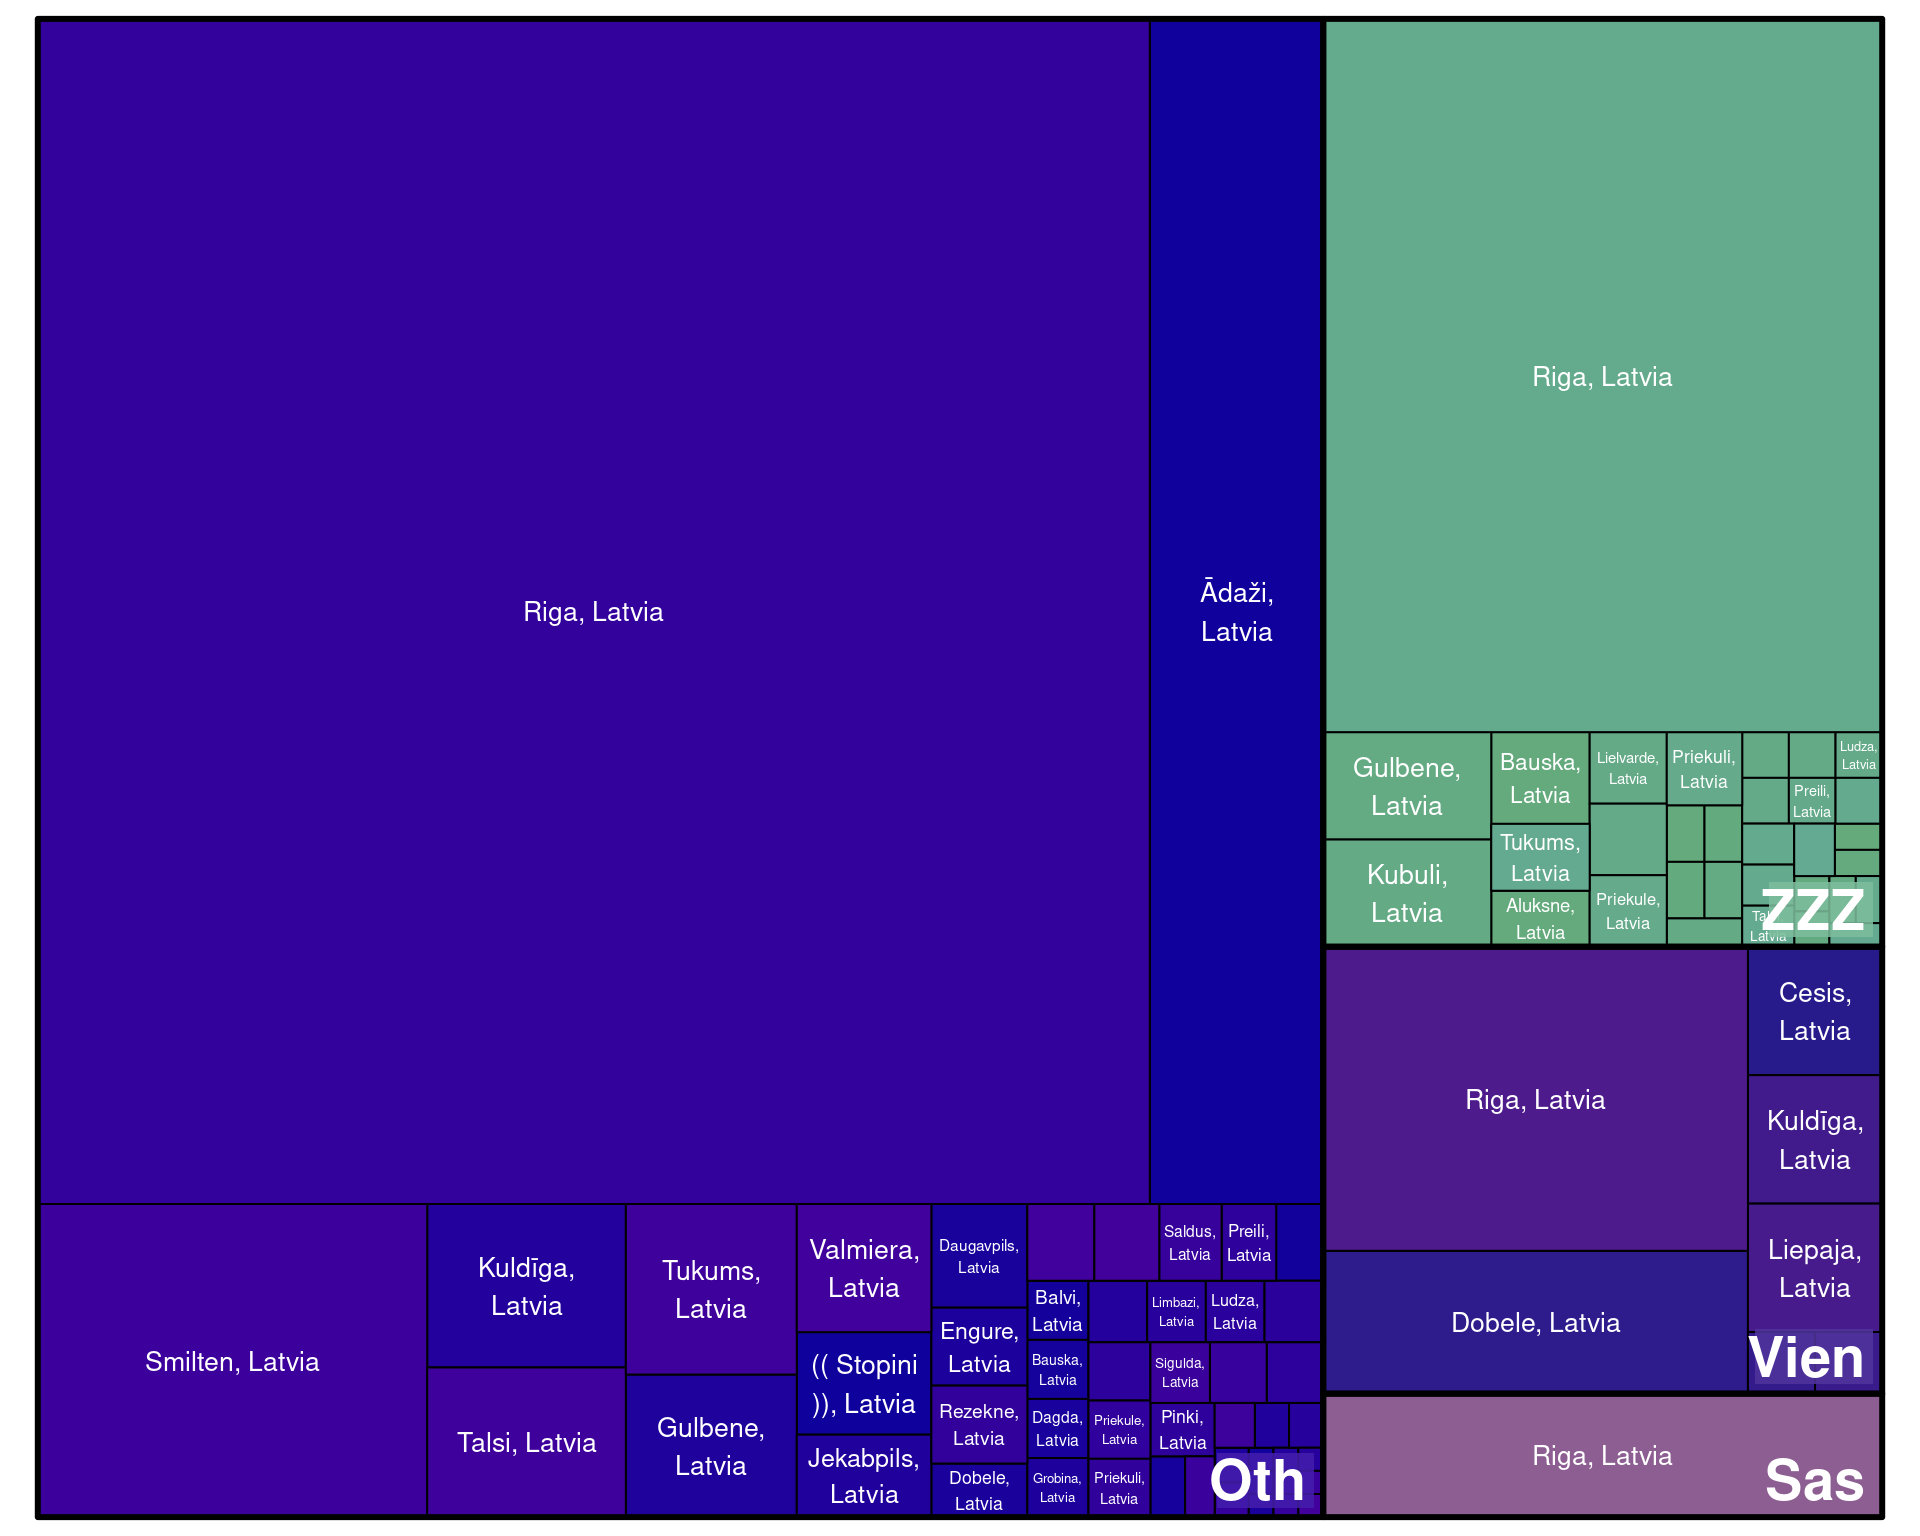 Riga, Latvia
Ādaži,
Latvia
Smilten, Latvia
Kuldīga,
Latvia
Talsi, Latvia
Tukums,
Latvia
Gulbene,
Latvia
Valmiera,
Latvia
(( Stopini
)), Latvia
Jekabpils,
Latvia
Daugavpils,
Latvia
Engure,
Latvia
Rezekne,
Latvia
Dobele,
Latvia
Balvi,
Latvia
Bauska,
Latvia
Dagda,
Latvia
Grobina,
Latvia
Priekule,
Latvia
Priekuli,
Latvia
Saldus,
Latvia
Preili,
Latvia
Limbazi,
Latvia
Ludza,
Latvia
Sigulda,
Latvia
Pinki,
Latvia
Oth
Riga, Latvia
Gulbene,
Latvia
Kubuli,
Latvia
Bauska,
Latvia
Tukums,
Latvia
Aluksne,
Latvia
Lielvarde,
Latvia
Priekule,
Latvia
Priekuli,
Latvia
Ludza,
Latvia
Preili,
Latvia
Latvia
ZZZ
Riga, Latvia
Dobele, Latvia
Cesis,
Latvia
Kuldīga,
Latvia
Liepaja,
Latvia
Vien
Riga, Latvia
Sas